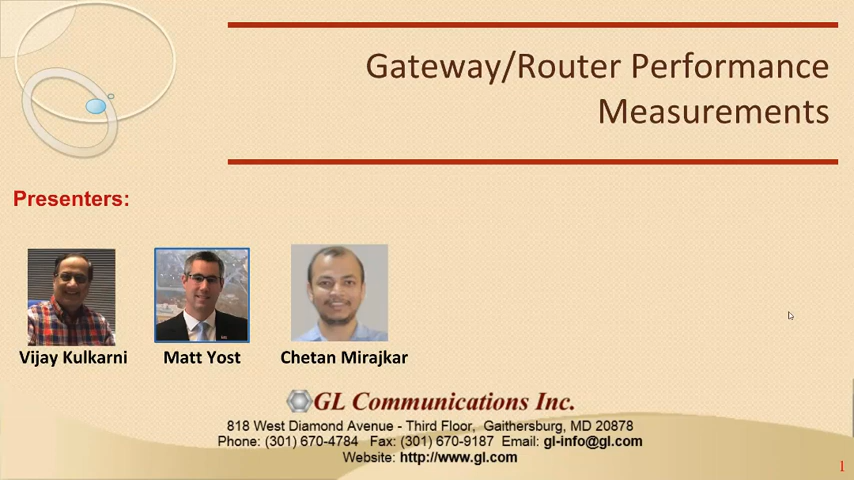 Gateway/Router Performance
Measurements
Presenters:
Vijay Kulkarni
Matt Yost
Chetan Mirajkar
GL Communications Inc.
818 West Diamond Avenue - Third Floor, Gaithersburg, MD 20878
Phone: (301) 670-4784 Fax: (301) 670-9187 Email: gl-info@gl.com
Website: http://www.gl.com
1